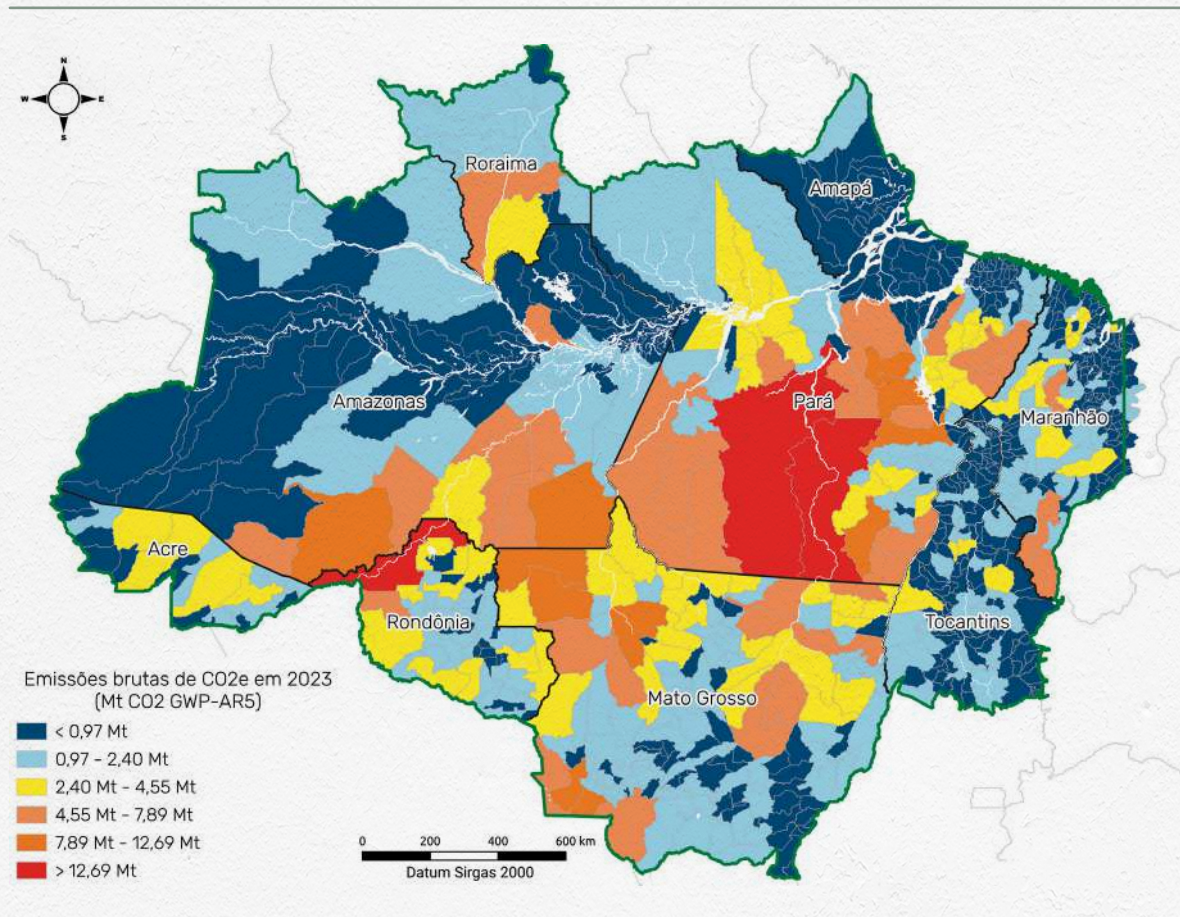 N
W E
S
Roraima
Amapá
Amazonas
Pará
Maranhão
Acre
Rondônia
Tocantins
Mato Grosso
Emissões brutas de CO2e em 2023
(Mt CO2 GWP-AR5)
< 0,97 Mt
0,97 - 2,40 Mt
2,40 Mt - 4,55 Mt
4,55 Mt - 7,89 Mt
7,89 Mt - 12,69 Mt
> 12,69 Mt
0 200 400 600 km
Datum Sirgas 2000